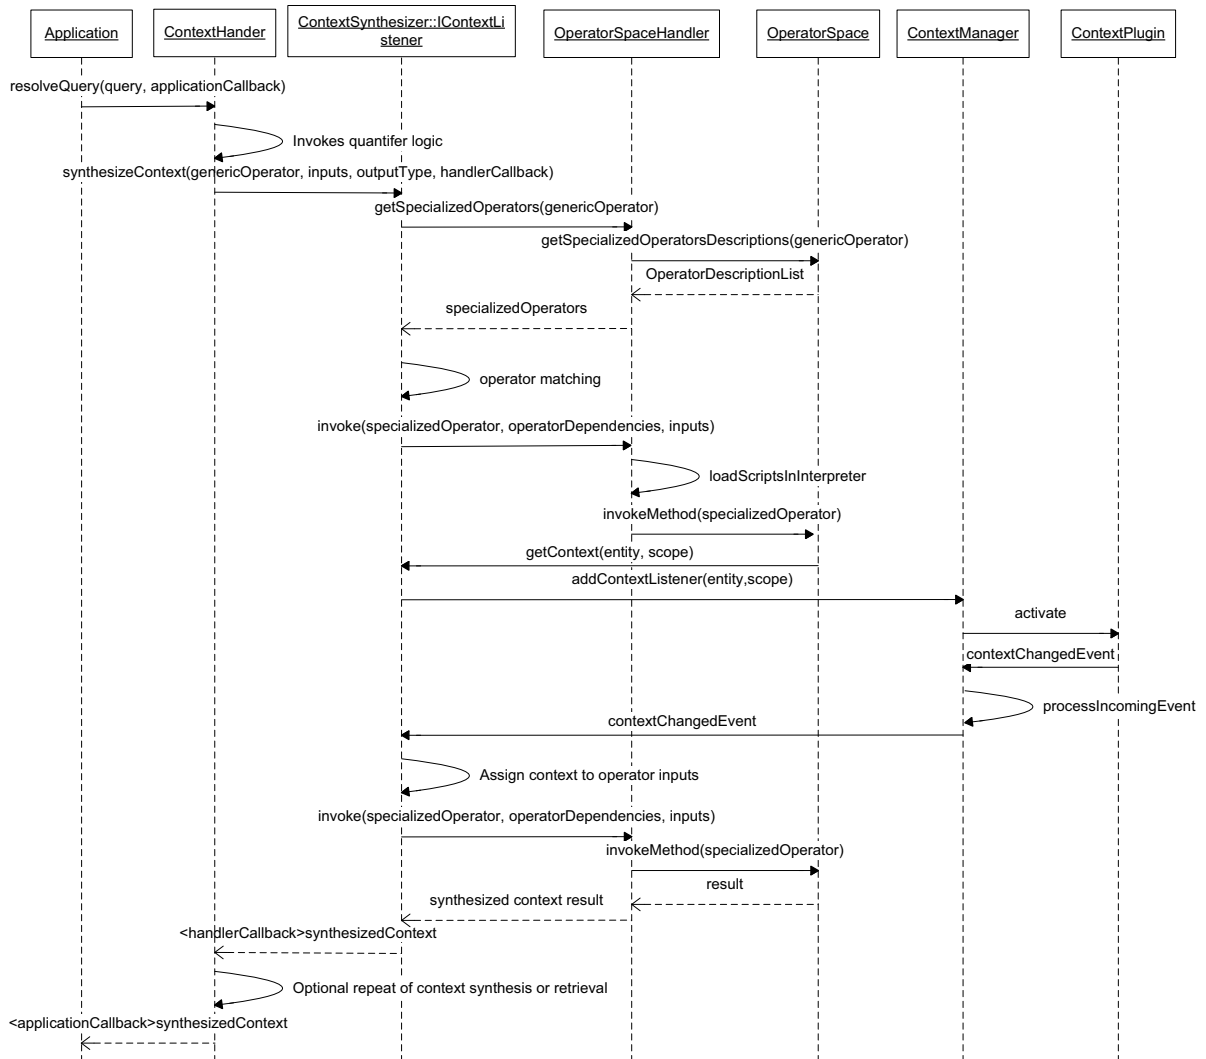 Application
ContextHander
ContextSynthesizer::IContextLi
stener
OperatorSpaceHandler
OperatorSpace
ContextManager
ContextPlugin
resolveQuery(query, applicationCallback)
Invokes quantifer logic
synthesizeContext(genericOperator, inputs, outputType, handlerCallback)
getSpecializedOperators(genericOperator)
getSpecializedOperatorsDescriptions(genericOperator)
OperatorDescriptionList
specializedOperators
operator matching
invoke(specializedOperator, operatorDependencies, inputs)
loadScriptsInInterpreter
invokeMethod(specializedOperator)
getContext(entity, scope)
addContextListener(entity,scope)
activate
contextChangedEvent
processIncomingEvent
contextChangedEvent
Assign context to operator inputs
invoke(specializedOperator, operatorDependencies, inputs)
invokeMethod(specializedOperator)
result
synthesized context result
<handlerCallback>synthesizedContext
Optional repeat of context synthesis or retrieval
<applicationCallback>synthesizedContext